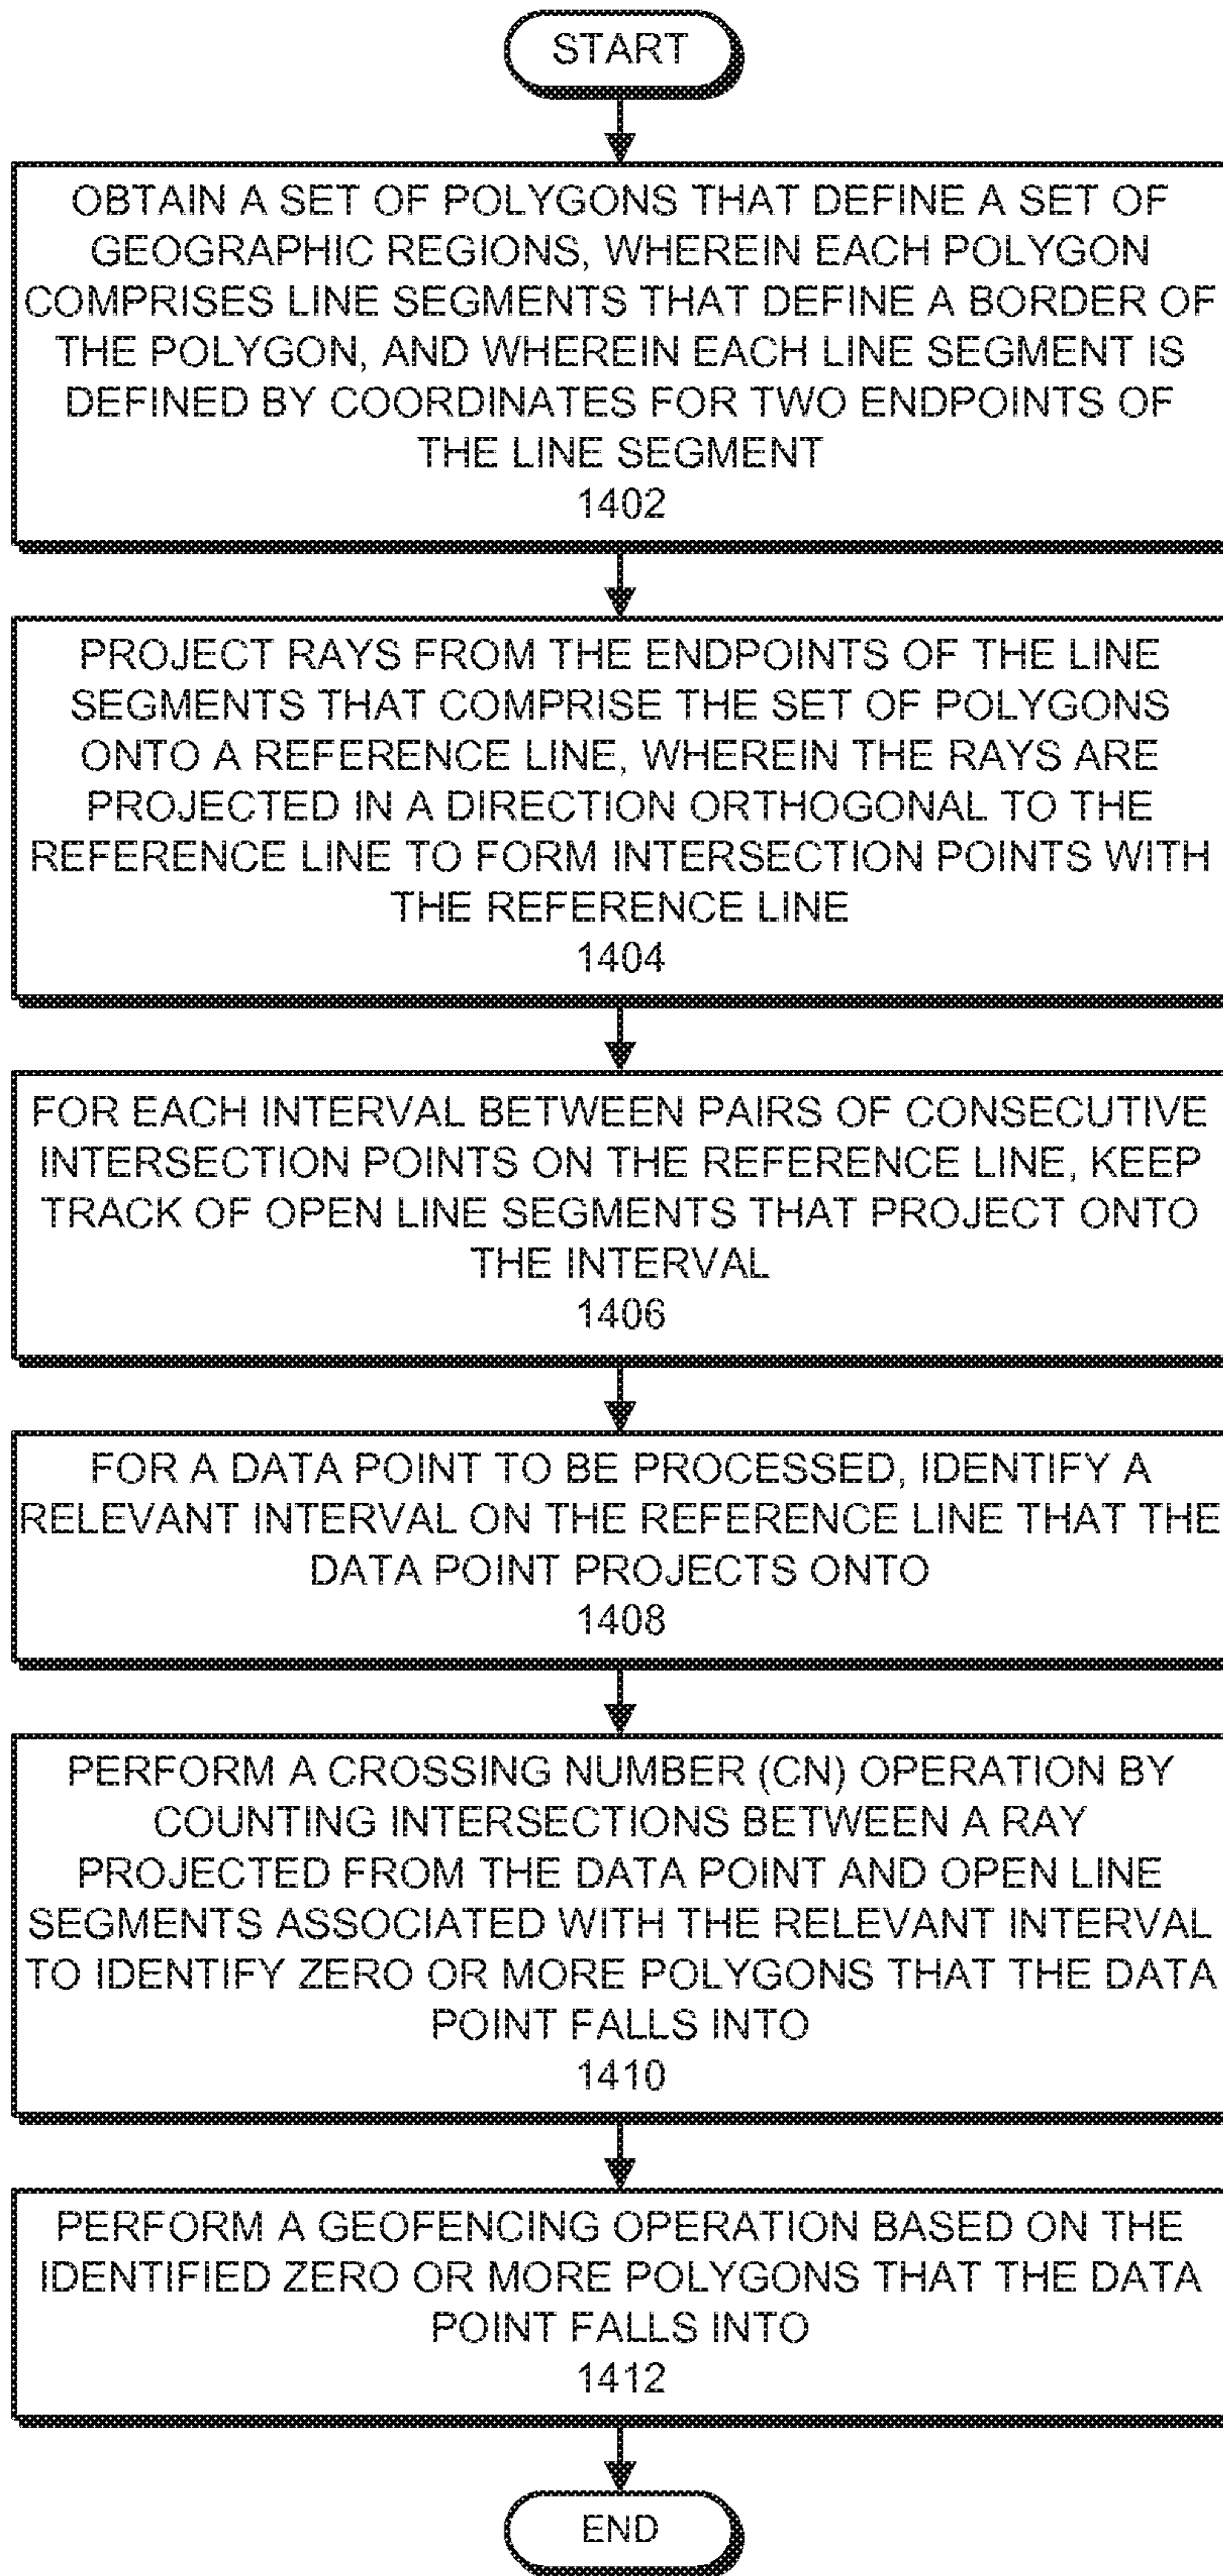 START
OBTAIN A SET OF POLYGONS THAT DEFINE A SET OF
GEOGRAPHIC REGIONS, WHEREIN EACH POLYGON
COMPRISES LINE SEGMENTS THAT DEFINE A BORDER OF
THE POLYGON, AND WHEREIN EACH LINE SEGMENT IS
DEFINED BY COORDINATES FOR TWO ENDPOINTS OF
THE LINE SEGMENT
1402
PROJECT RAYS FROM THE ENDPOINTS OF THE LINE
SEGMENTS THAT COMPRISE THE SET OF POLYGONS
ONTO A REFERENCE LINE, WHEREIN THE RAYS ARE
PROJECTED IN A DIRECTION ORTHOGONAL TO THE
REFERENCE LINE TO FORM INTERSECTION POINTS WITH
THE REFERENCE LINE
1404
FOR EACH INTERVAL BETWEEN PAIRS OF CONSECUTIVE
INTERSECTION POINTS ON THE REFERENCE LINE, KEEP
TRACK OF OPEN LINE SEGMENTS THAT PROJECT ONTO
THE INTERVAL
1406
FOR A DATA POINT TO BE PROCESSED, IDENTIFY A
RELEVANT INTERVAL ON THE REFERENCE LINE THAT THE
DATA POINT PROJECTS ONTO
1408
PERFORM A CROSSING NUMBER (CN) OPERATION BY
COUNTING INTERSECTIONS BETWEEN A RAY
PROJECTED FROM THE DATA POINT AND OPEN LINE
SEGMENTS ASSOCIATED WITH THE RELEVANT INTERVAL
TO IDENTIFY ZERO OR MORE POLYGONS THAT THE DATA
POINT FALLS INTO
1410
PERFORM A GEOFENCING OPERATION BASED ON THE
IDENTIFIED ZERO OR MORE POLYGONS THAT THE DATA
POINT FALLS INTO
1412
END